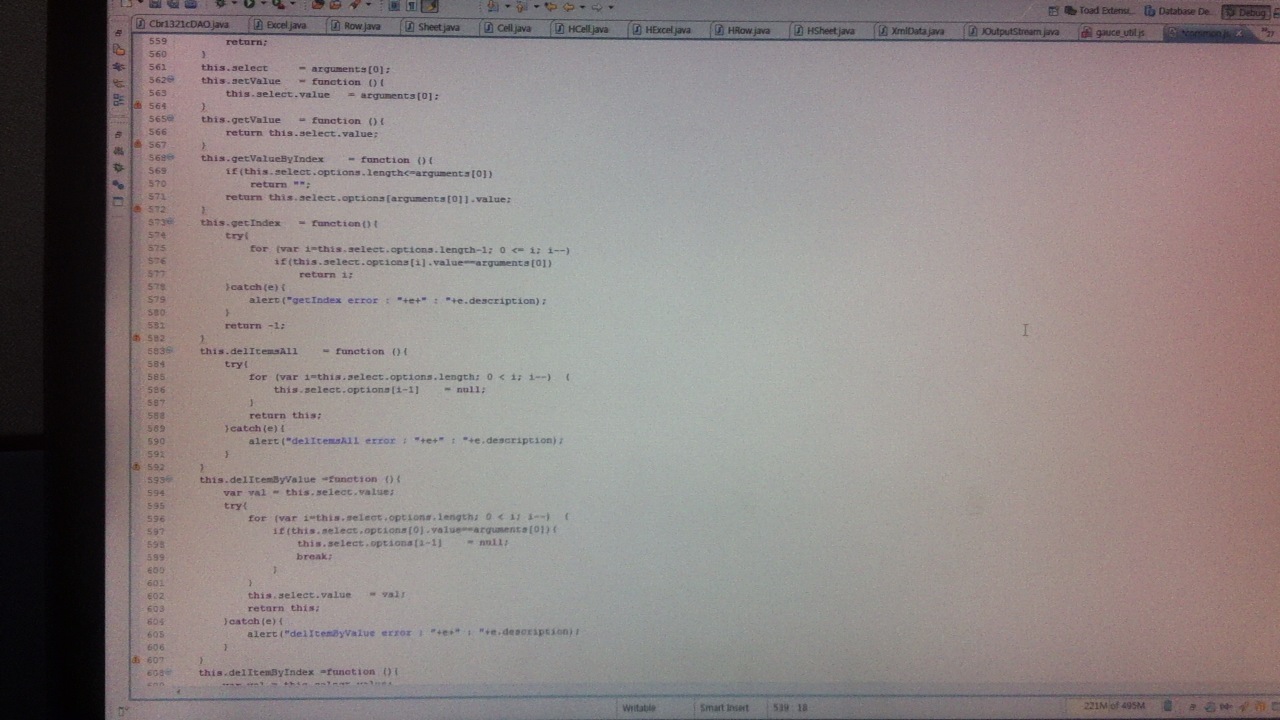 Toad Extensi...
Database De...
Debug
Cbr1321cDAO.java
Excel.java
Row.java
Sheet.java
Cell.java
HCell.java
HExcel.java
HRow.java
HSheet.java
XmlData.java
JOutputStream.java
gauce_util.js
*common.js
559 return;
560 }
561 this.select = arguments[0];
562 this.setValue = function (){
563 this.select.value = arguments[0];
564 }
565 this.getValue = function (){
566 return this.select.value;
567 }
568 this.getValueByIndex = function (){
569 if(this.select.options.length<=arguments[0])
570 return "";
571 return this.select.options[arguments[0]].value;
572 }
573 this.getIndex = function(){
574 try{
575 for (var i=this.select.options.length-1; 0 <= i; i--)
576 if(this.select.options[i].value==arguments[0])
577 return i;
578 }catch(e){
579 alert("getIndex error : "+e+" : "+e.description);
580 }
581 return -1;
582 }
583 this.delItemsAll = function (){
584 try{
585 for (var i=this.select.options.length; 0 < i; i--) {
586 this.select.options[i-1] = null;
587 }
588 return this;
589 }catch(e){
590 alert("delItemsAll error : "+e+" : "+e.description);
591 }
592 }
593 this.delItemByValue =function (){
594 var val = this.select.value;
595 try{
596 for (var i=this.select.options.length; 0 < i; i--) {
597 if(this.select.options[0].value==arguments[0]){
598 this.select.options[i-1] = null;
599 break;
600 }
601 }
602 this.select.value = val;
603 return this;
604 }catch(e){
605 alert("delItemByValue error : "+e+" : "+e.description);
606 }
607 }
608 this.delItemByIndex =function (){
Writable
Smart Insert
539 : 18
221M of 495M